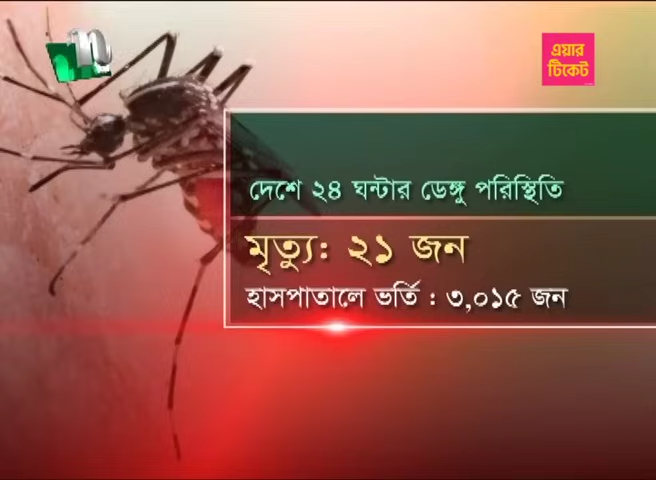 এয়ার
টিকেট
দেশে ২৪ ঘন্টার ডেঙ্গু পরিস্থিতি
মৃত্যু: ২১ জন
হাসপাতালে ভর্তি : ৩,০১৫ জন